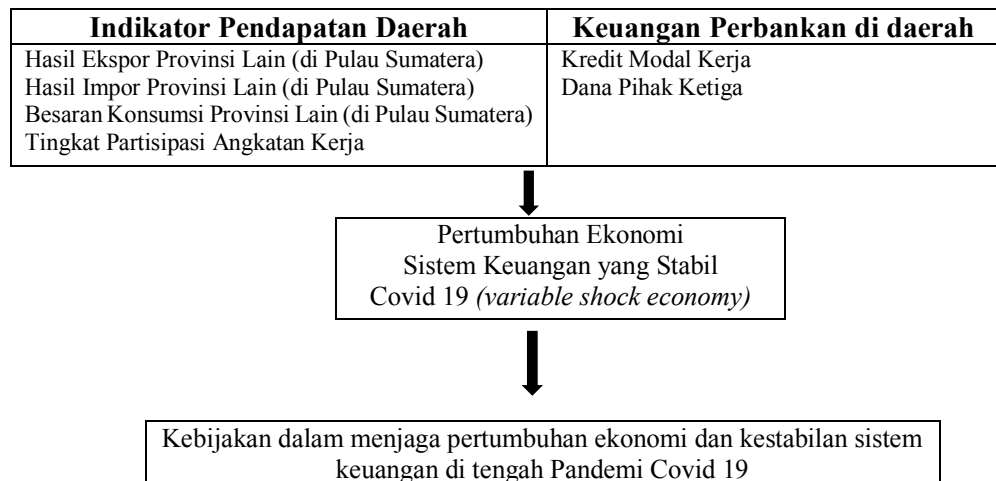 Indikator Pendapatan Daerah
Keuangan Perbankan di daerah
Hasil Ekspor Provinsi Lain (di Pulau Sumatera)
Hasil Impor Provinsi Lain (di Pulau Sumatera)
Besaran Konsumsi Provinsi Lain (di Pulau Sumatera)
Tingkat Partisipasi Angkatan Kerja
Kredit Modal Kerja
Dana Pihak Ketiga
Pertumbuhan Ekonomi
Sistem Keuangan yang Stabil
Covid 19 (variable shock economy)
Kebijakan dalam menjaga pertumbuhan ekonomi dan kestabilan sistem
keuangan di tengah Pandemi Covid 19